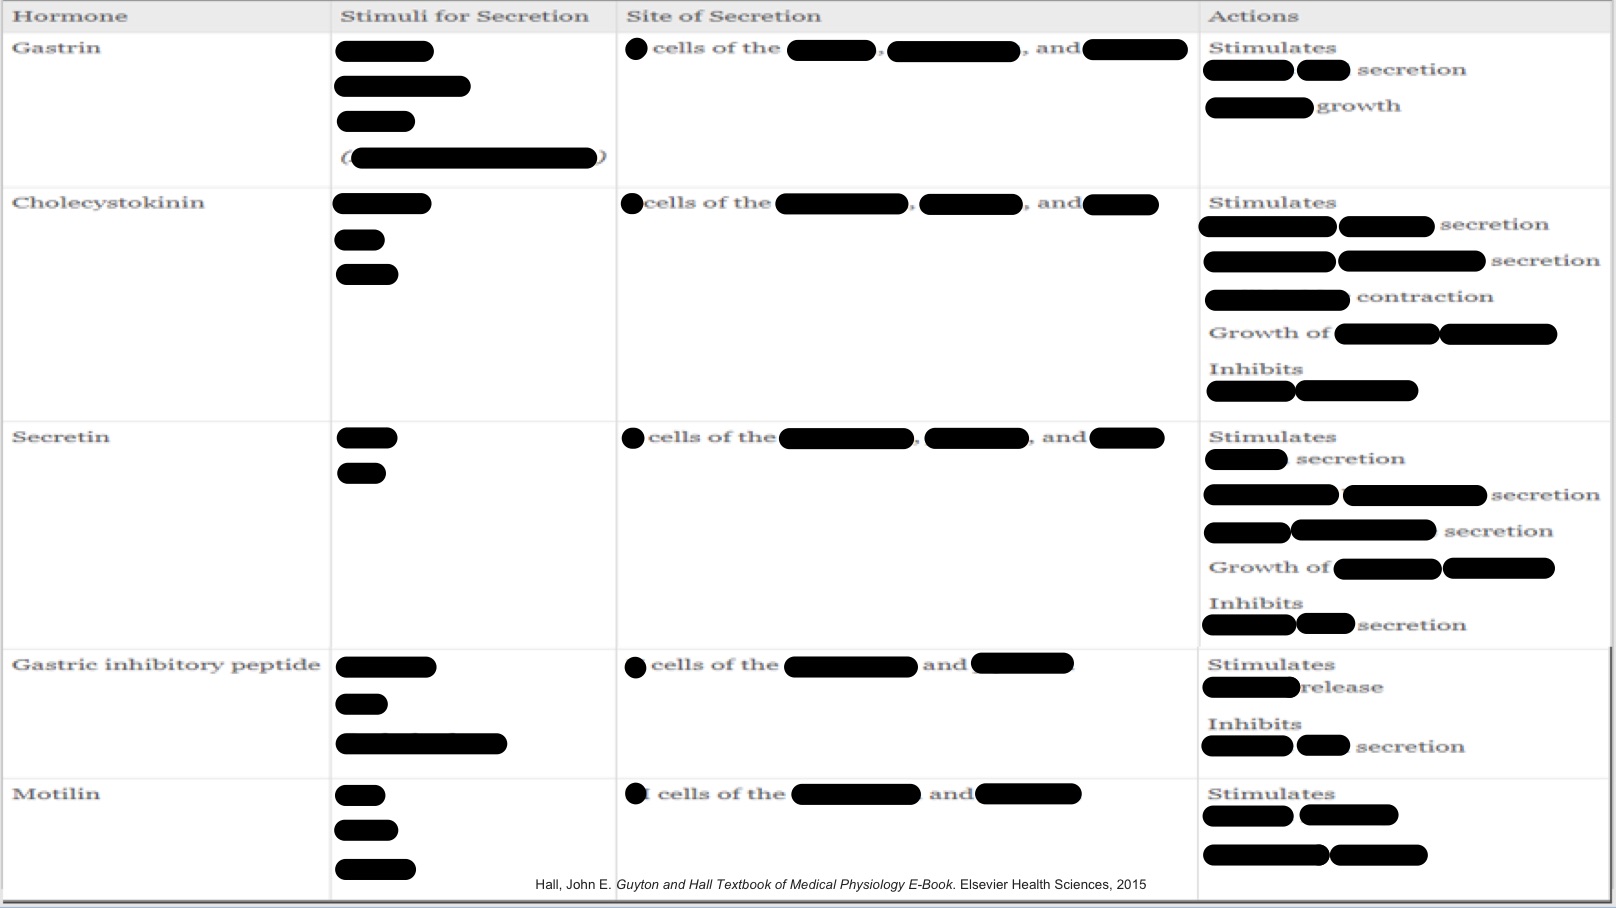 Hormone Stimuli for Secretion Site of Secretion Actions
Gastrin cells of the , , and Stimulates
secretion
growth
( )
Cholecystokinin cells of the , , and Stimulates
secretion
secretion
contraction
Growth of
Inhibits
Secretin cells of the , , and Stimulates
secretion
secretion
secretion
Growth of
Inhibits
secretion
Gastric inhibitory peptide cells of the and Stimulates
release
Inhibits
secretion
Motilin cells of the and Stimulates
Hall, John E. Guyton and Hall Textbook of Medical Physiology E-Book. Elsevier Health Sciences, 2015